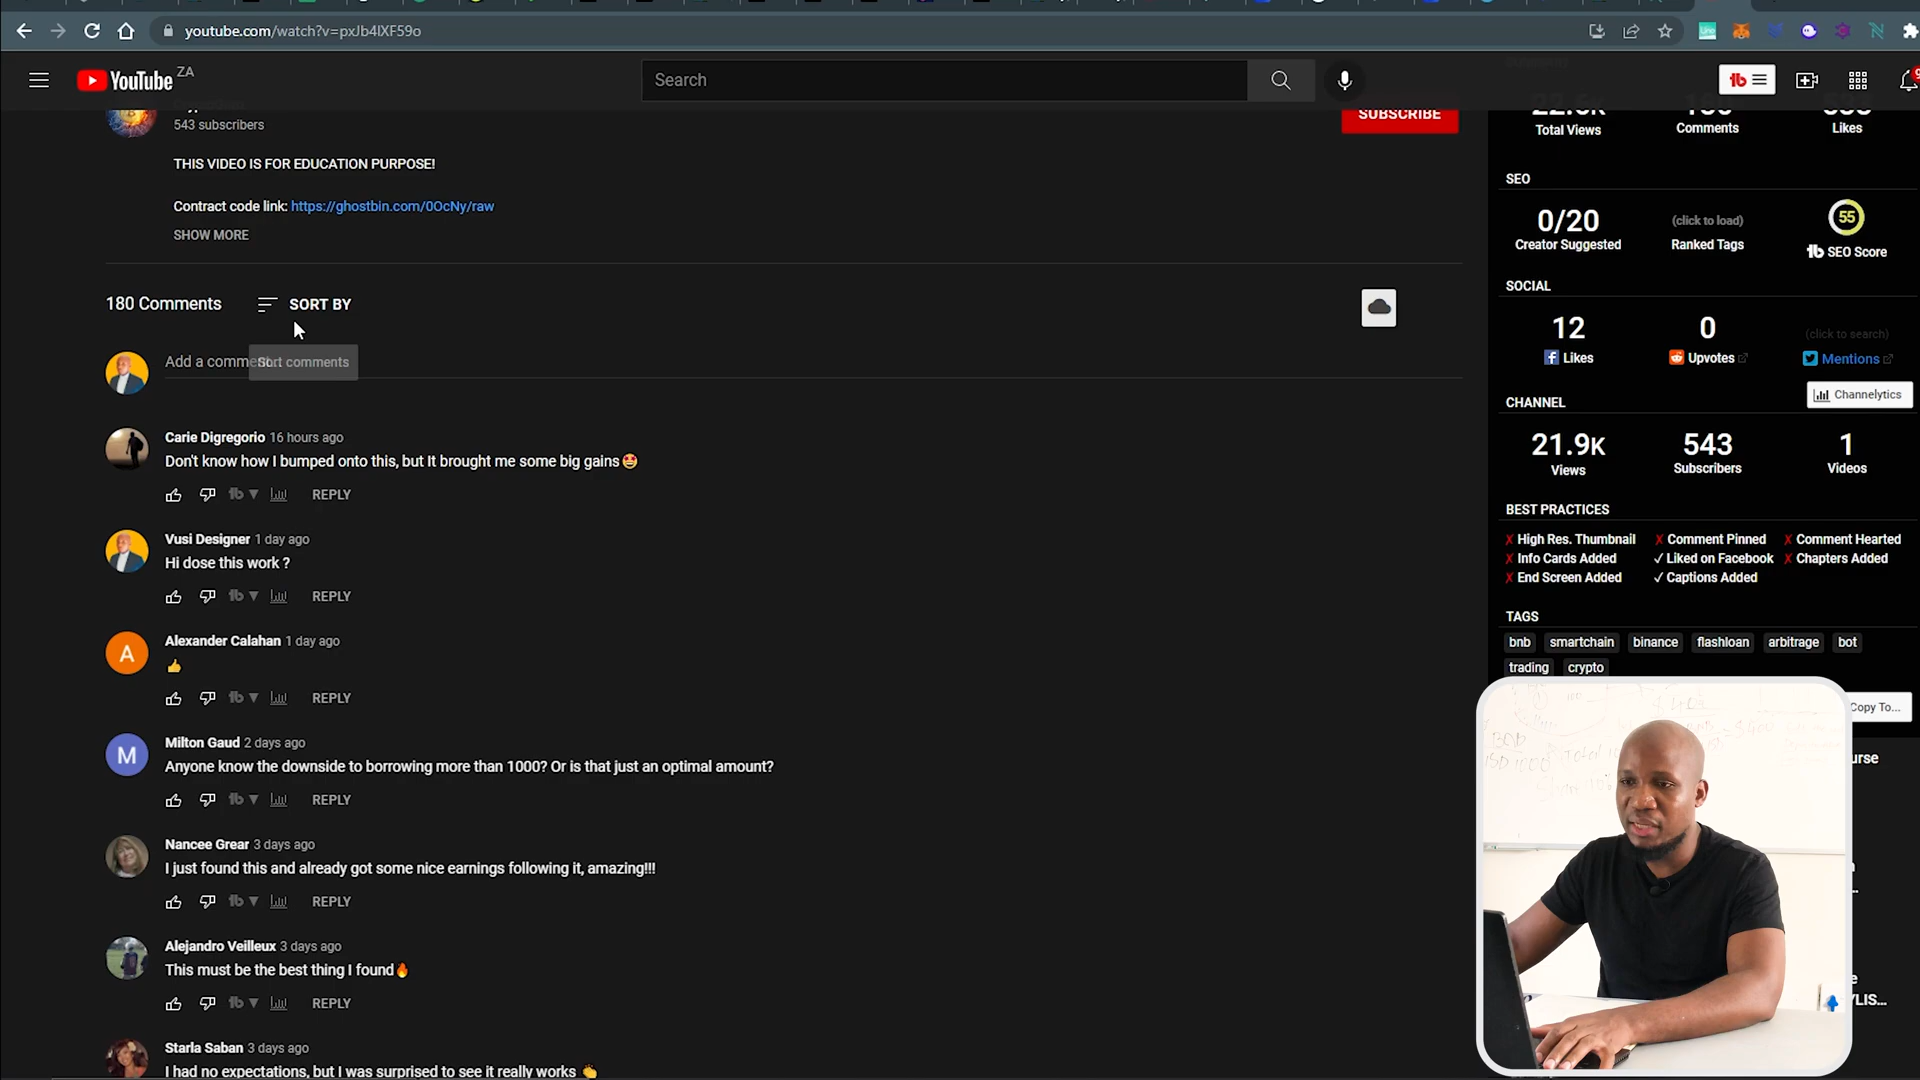 youtube.com/watch?v=pxJb4lXF59o
YouTube ZA
Search
543 subscribers
SUBSCRIBE
THIS VIDEO IS FOR EDUCATION PURPOSE!
Contract code link: https://ghostbin.com/0OcNy/raw
SHOW MORE
180 Comments
SORT BY
Add a comment
Sort comments
Carie Digregorio 16 hours ago
Don't know how I bumped onto this, but It brought me some big gains🤩
REPLY
Vusi Designer 1 day ago
Hi dose this work ?
REPLY
A
Alexander Calahan 1 day ago
👍
REPLY
M
Milton Gaud 2 days ago
Anyone know the downside to borrowing more than 1000? Or is that just an optimal amount?
REPLY
Nancee Grear 3 days ago
I just found this and already got some nice earnings following it, amazing!!!
REPLY
Alejandro Veilleux 3 days ago
This must be the best thing I found🔥
REPLY
Starla Saban 3 days ago
I had no expectations, but I was surprised to see it really works 👏
Total Views
Comments
Likes
SEO
0/20
Creator Suggested
(click to load)
Ranked Tags
55
SEO Score
SOCIAL
12
Likes
0
Upvotes
(click to search)
Mentions
CHANNEL
Channelytics
21.9K
Views
543
Subscribers
1
Videos
BEST PRACTICES
✗ High Res. Thumbnail ✗ Comment Pinned ✗ Comment Hearted
✗ Info Cards Added ✓ Liked on Facebook ✗ Chapters Added
✗ End Screen Added ✓ Captions Added
TAGS
bnb smartchain binance flashloan arbitrage bot
trading crypto
Copy To...